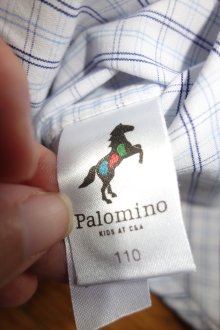 Palomino
KIDS AT C&A
110